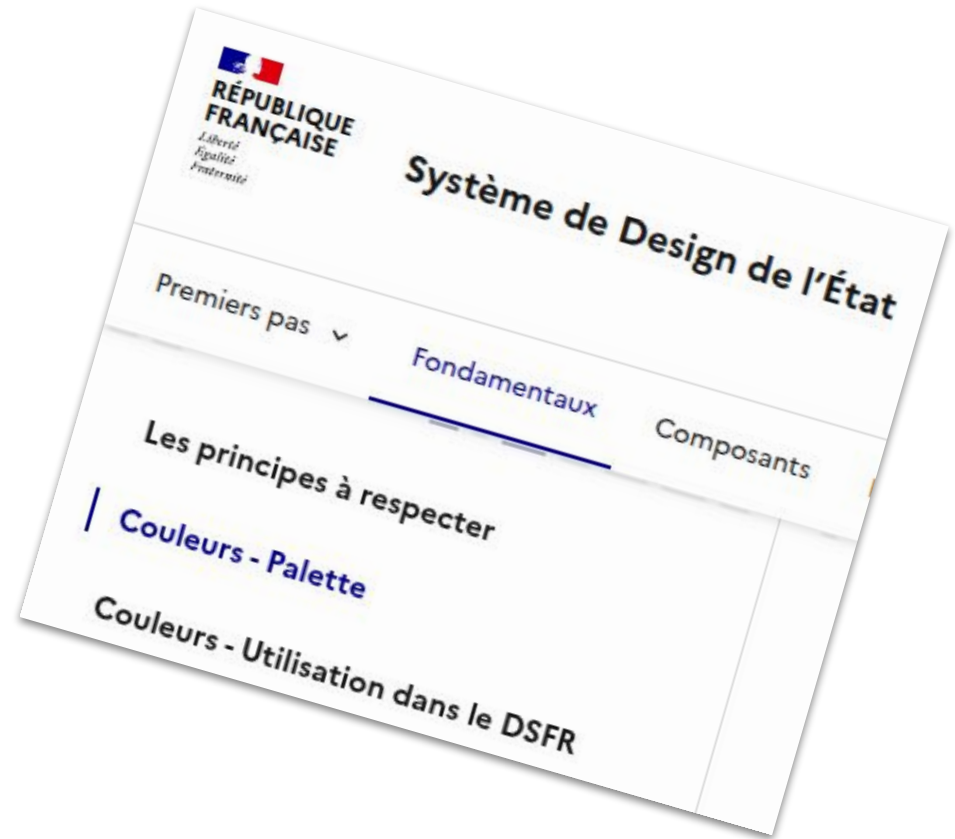 RÉPUBLIQUE
FRANÇAISE
Liberté
Égalité
Fraternité
Système de Design de l'État
Premiers pas
Fondamentaux
Composants
Les principes à respecter
Couleurs - Palette
Couleurs - Utilisation dans le DSFR